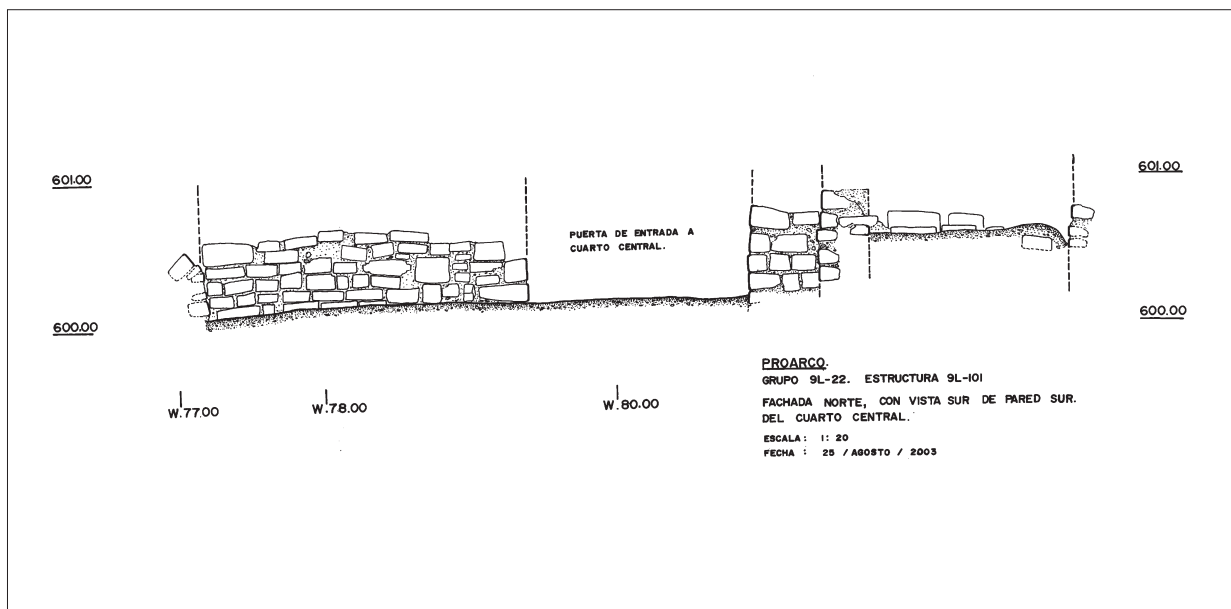 601.00
601.00
PUERTA DE ENTRADA A
CUARTO CENTRAL.
600.00
600.00
W.77.00
W.78.00
W.80.00
PROARCO.
GRUPO 9L-22. ESTRUCTURA 9L-101
FACHADA NORTE, CON VISTA SUR DE PARED SUR.
DEL CUARTO CENTRAL.
ESCALA: 1: 20
FECHA : 25 / AGOSTO / 2003